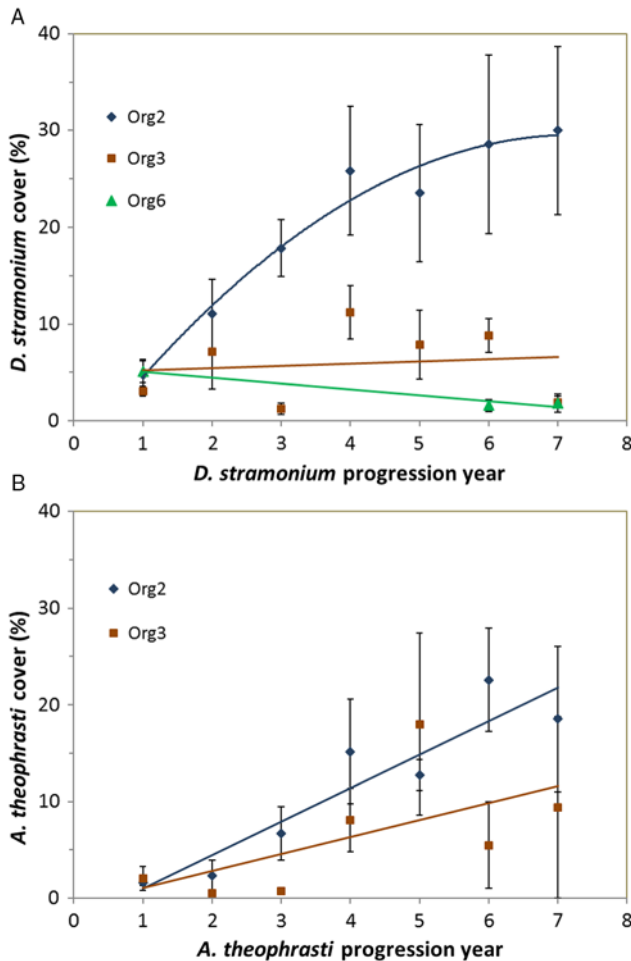 A
D. stramonium cover (%)
40
30
20
10
0
Org2
Org3
Org6
0 1 2 3 4 5 6 7 8
D. stramonium progression year
B
A. theophrasti cover (%)
40
30
20
10
0
Org2
Org3
0 1 2 3 4 5 6 7 8
A. theophrasti progression year